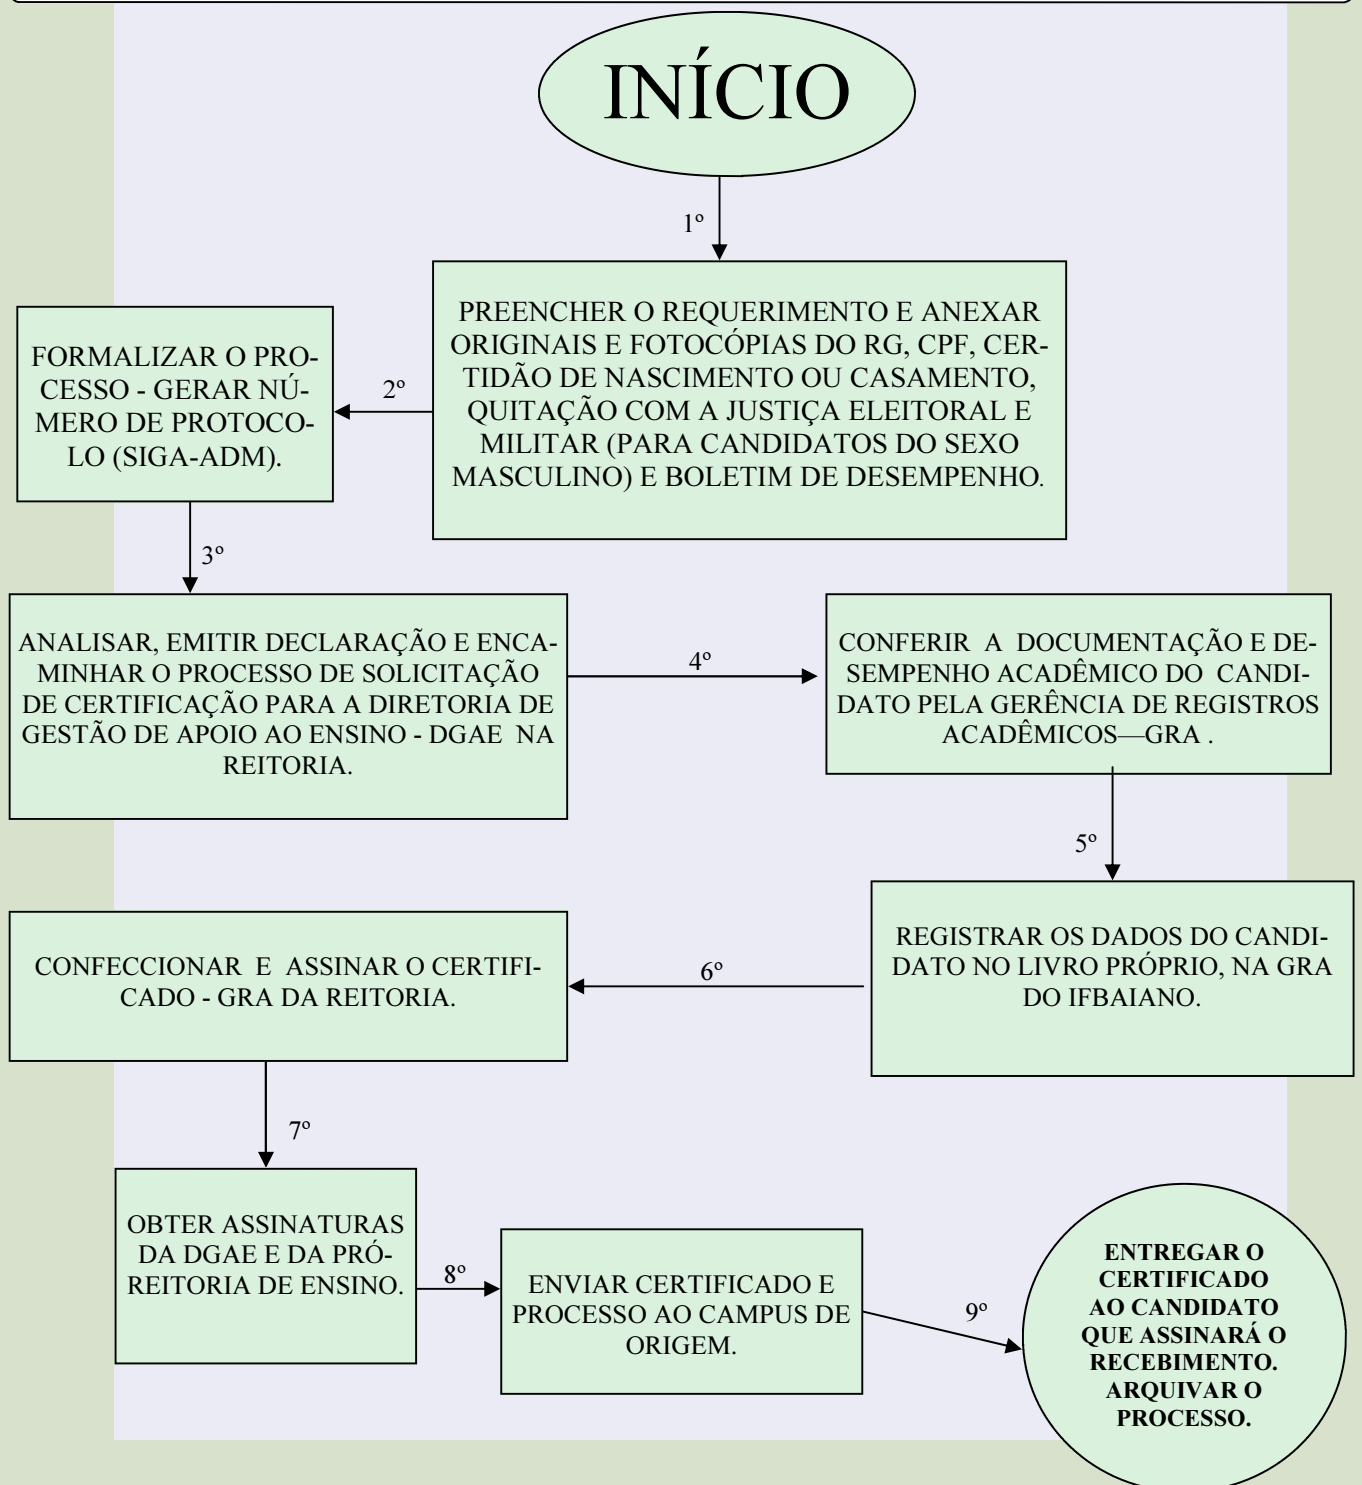 INÍCIO
1º
PREENCHER O REQUERIMENTO E ANEXAR
ORIGINAIS E FOTOCÓPIAS DO RG, CPF, CER-
TIDÃO DE NASCIMENTO OU CASAMENTO,
QUITAÇÃO COM A JUSTIÇA ELEITORAL E
MILITAR (PARA CANDIDATOS DO SEXO
MASCULINO) E BOLETIM DE DESEMPENHO.
2º
FORMALIZAR O PRO-
CESSO - GERAR NÚ-
MERO DE PROTOCO-
LO (SIGA-ADM).
3º
ANALISAR, EMITIR DECLARAÇÃO E ENCA-
MINHAR O PROCESSO DE SOLICITAÇÃO
DE CERTIFICAÇÃO PARA A DIRETORIA DE
GESTÃO DE APOIO AO ENSINO - DGAE NA
REITORIA.
4º
CONFERIR A DOCUMENTAÇÃO E DE-
SEMPENHO ACADÊMICO DO CANDI-
DATO PELA GERÊNCIA DE REGISTROS
ACADÊMICOS—GRA .
5º
REGISTRAR OS DADOS DO CANDI-
DATO NO LIVRO PRÓPRIO, NA GRA
DO IFBAIANO.
6º
CONFECCIONAR E ASSINAR O CERTIFI-
CADO - GRA DA REITORIA.
7º
OBTER ASSINATURAS
DA DGAE E DA PRÓ-
REITORIA DE ENSINO.
8º
ENVIAR CERTIFICADO E
PROCESSO AO CAMPUS DE
ORIGEM.
9º
ENTREGAR O
CERTIFICADO
AO CANDIDATO
QUE ASSINARÁ O
RECEBIMENTO.
ARQUIVAR O
PROCESSO.